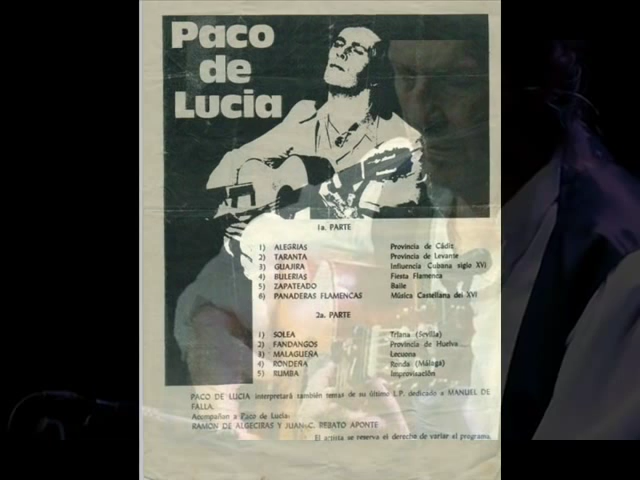 Paco
de
Lucia
1a. PARTE
1) ALEGRIAS Provincia de Cádiz
2) TARANTA Provincia de Levante
3) GUAJIRA Influencia Cubana siglo XVI
4) BULERIAS Fiesta Flamenca
5) ZAPATEADO Baile
6) PANADERAS FLAMENCAS Música Castellana del XVI
2a. PARTE
1) SOLEA Triana (Sevilla)
2) FANDANGOS Provincia de Huelva
3) MALAGUEÑA Lecuona
4) RONDEÑA Ronda (Málaga)
5) RUMBA Improvización
PACO DE LUCIA interpretará también temas de su último L.P. dedicado a MANUEL DE
FALLA.
Acompañan a Paco de Lucia:
RAMON DE ALGECIRAS Y JUAN C. REBATO APONTE
El artista se reserva el derecho de variar el programa.